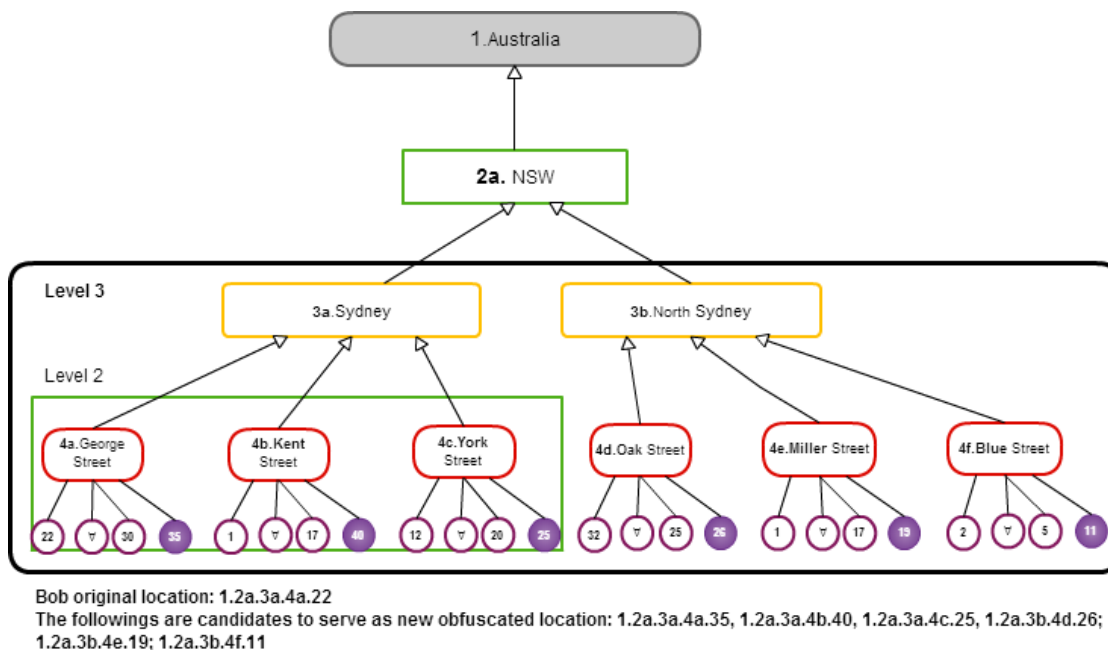 1.Australia
2a. NSW
Level 3
3a.Sydney
3b.North Sydney
Level 2
4a.George
Street
4b.Kent
Street
4c.York
Street
4d.Oak Street
4e.Miller Street
4f.Blue Street
22 ∀ 30 35 1 ∀ 17 40 12 ∀ 20 25 32 ∀ 25 26 1 ∀ 17 19 2 ∀ 5 11
Bob original location: 1.2a.3a.4a.22
The followings are candidates to serve as new obfuscated location: 1.2a.3a.4a.35, 1.2a.3a.4b.40, 1.2a.3a.4c.25, 1.2a.3b.4d.26;
1.2a.3b.4e.19; 1.2a.3b.4f.11